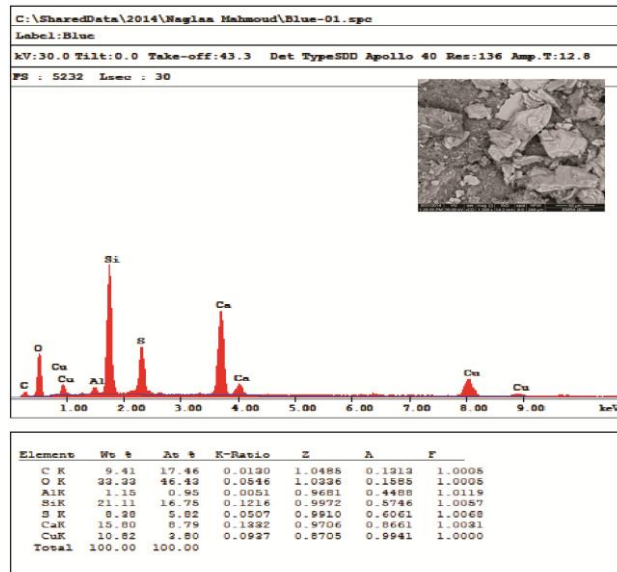 C:\SharedData\2014\Naglaa Mahmoud\Blue-01.spc
Label:Blue
kV:30.0 Tilt:0.0 Take-off:43.3 Det TypeSDD Apollo 40 Res:136 Amp.T:12.8
FS : 5232 Lsec : 30
Si
Ca
O
S
Cu
Cu
C
Al
Ca
Cu
Cu
1.00 2.00 3.00 4.00 5.00 6.00 7.00 8.00 9.00 keV
Element Wt % At % K-Ratio Z A F
C K 9.41 17.46 0.0130 1.0485 0.1313 1.0005
O K 33.33 46.43 0.0546 1.0336 0.1585 1.0005
AlK 1.15 0.95 0.0051 0.9681 0.4488 1.0119
SiK 21.11 16.75 0.1216 0.9972 0.5746 1.0057
S K 8.38 5.82 0.0507 0.9910 0.6061 1.0068
CaK 15.80 8.79 0.1332 0.9706 0.8661 1.0031
CuK 10.82 3.80 0.0937 0.8705 0.9941 1.0000
Total 100.00 100.00